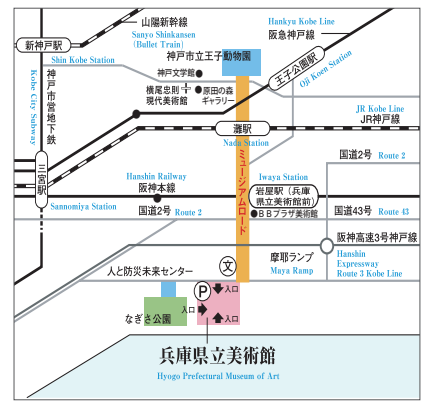 山陽新幹線
Sanyo Shinkansen
(Bullet Train)
Hankyu Kobe Line
阪急神戸線
新神戸駅
Shin Kobe Station
神戸市立王子動物園
神戸文学館
王子公園駅
Oji Koen Station
横尾忠則
現代美術館
原田の森
ギャラリー
神戸市営地下鉄
Kobe City Subway
JR Kobe Line
JR神戸線
灘駅
Nada Station
国道2号 Route 2
三宮駅
Sannomiya Station
Hanshin Railway
阪神本線
国道2号 Route 2
ミュージアムロード
Iwaya Station
岩屋駅（兵庫
県立美術館前）
BBプラザ美術館
国道43号 Route 43
阪神高速3号神戸線
Hanshin
Expressway
Route 3 Kobe Line
摩耶ランプ
Maya Ramp
文
人と防災未来センター
P
入口
入口
入口
なぎさ公園
兵庫県立美術館
Hyogo Prefectural Museum of Art